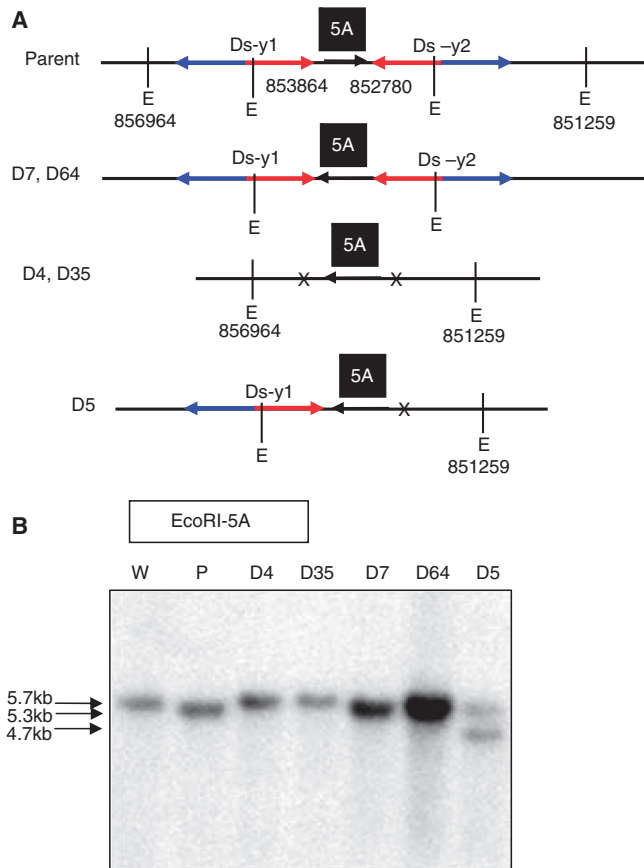 A
5A
Ds-y1
Ds –y2
Parent
853864
852780
E
E
E
E
856964
851259
5A
Ds-y1
Ds –y2
D7, D64
E
E
5A
D4, D35
X
X
E
E
856964
851259
5A
Ds-y1
D5
X
E
E
851259
B
EcoRI-5A
W P D4 D35 D7 D64 D5
5.7kb
5.3kb
4.7kb